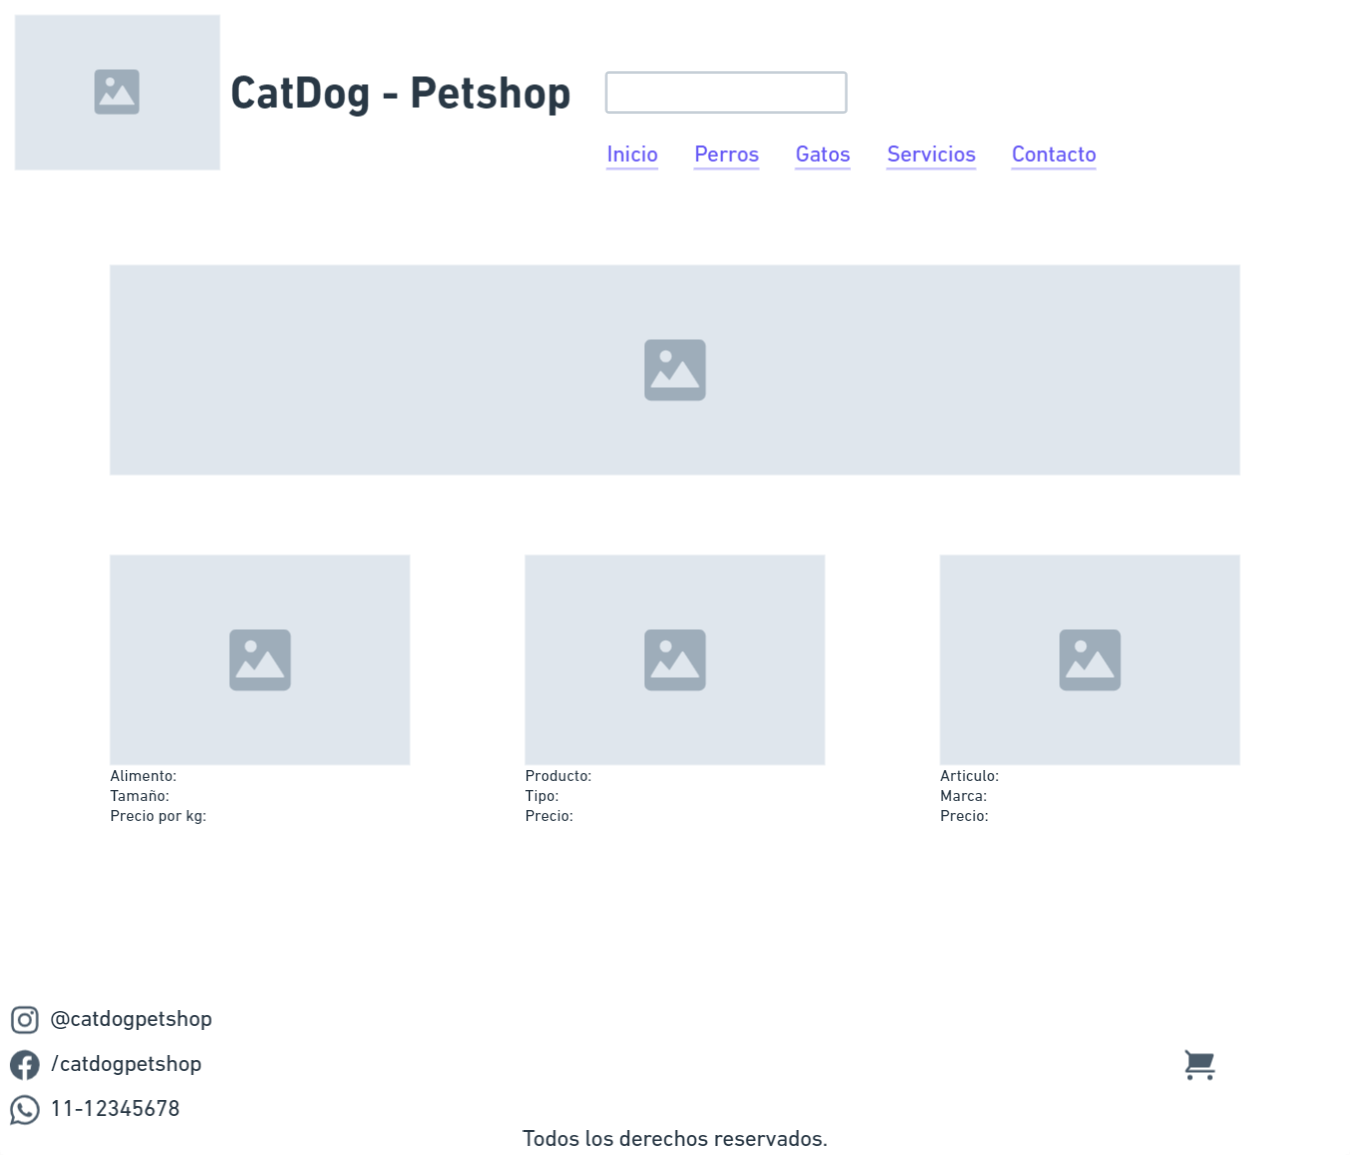 CatDog - Petshop
Inicio Perros Gatos Servicios Contacto
Alimento:
Tamaño:
Precio por kg:
Producto:
Tipo:
Precio:
Articulo:
Marca:
Precio:
@catdogpetshop
/catdogpetshop
11-12345678
Todos los derechos reservados.